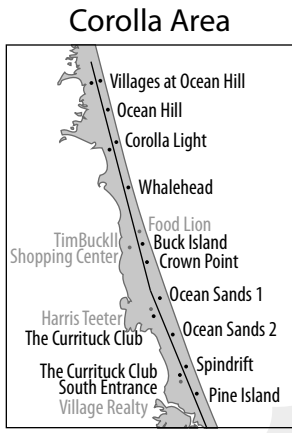 Corolla Area
Villages at Ocean Hill
Ocean Hill
Corolla Light
Whalehead
Food Lion
TimBuckII
Shopping Center
Buck Island
Crown Point
Ocean Sands 1
Harris Teeter
The Currituck Club
Ocean Sands 2
The Currituck Club
South Entrance
Spindrift
Village Realty
Pine Island